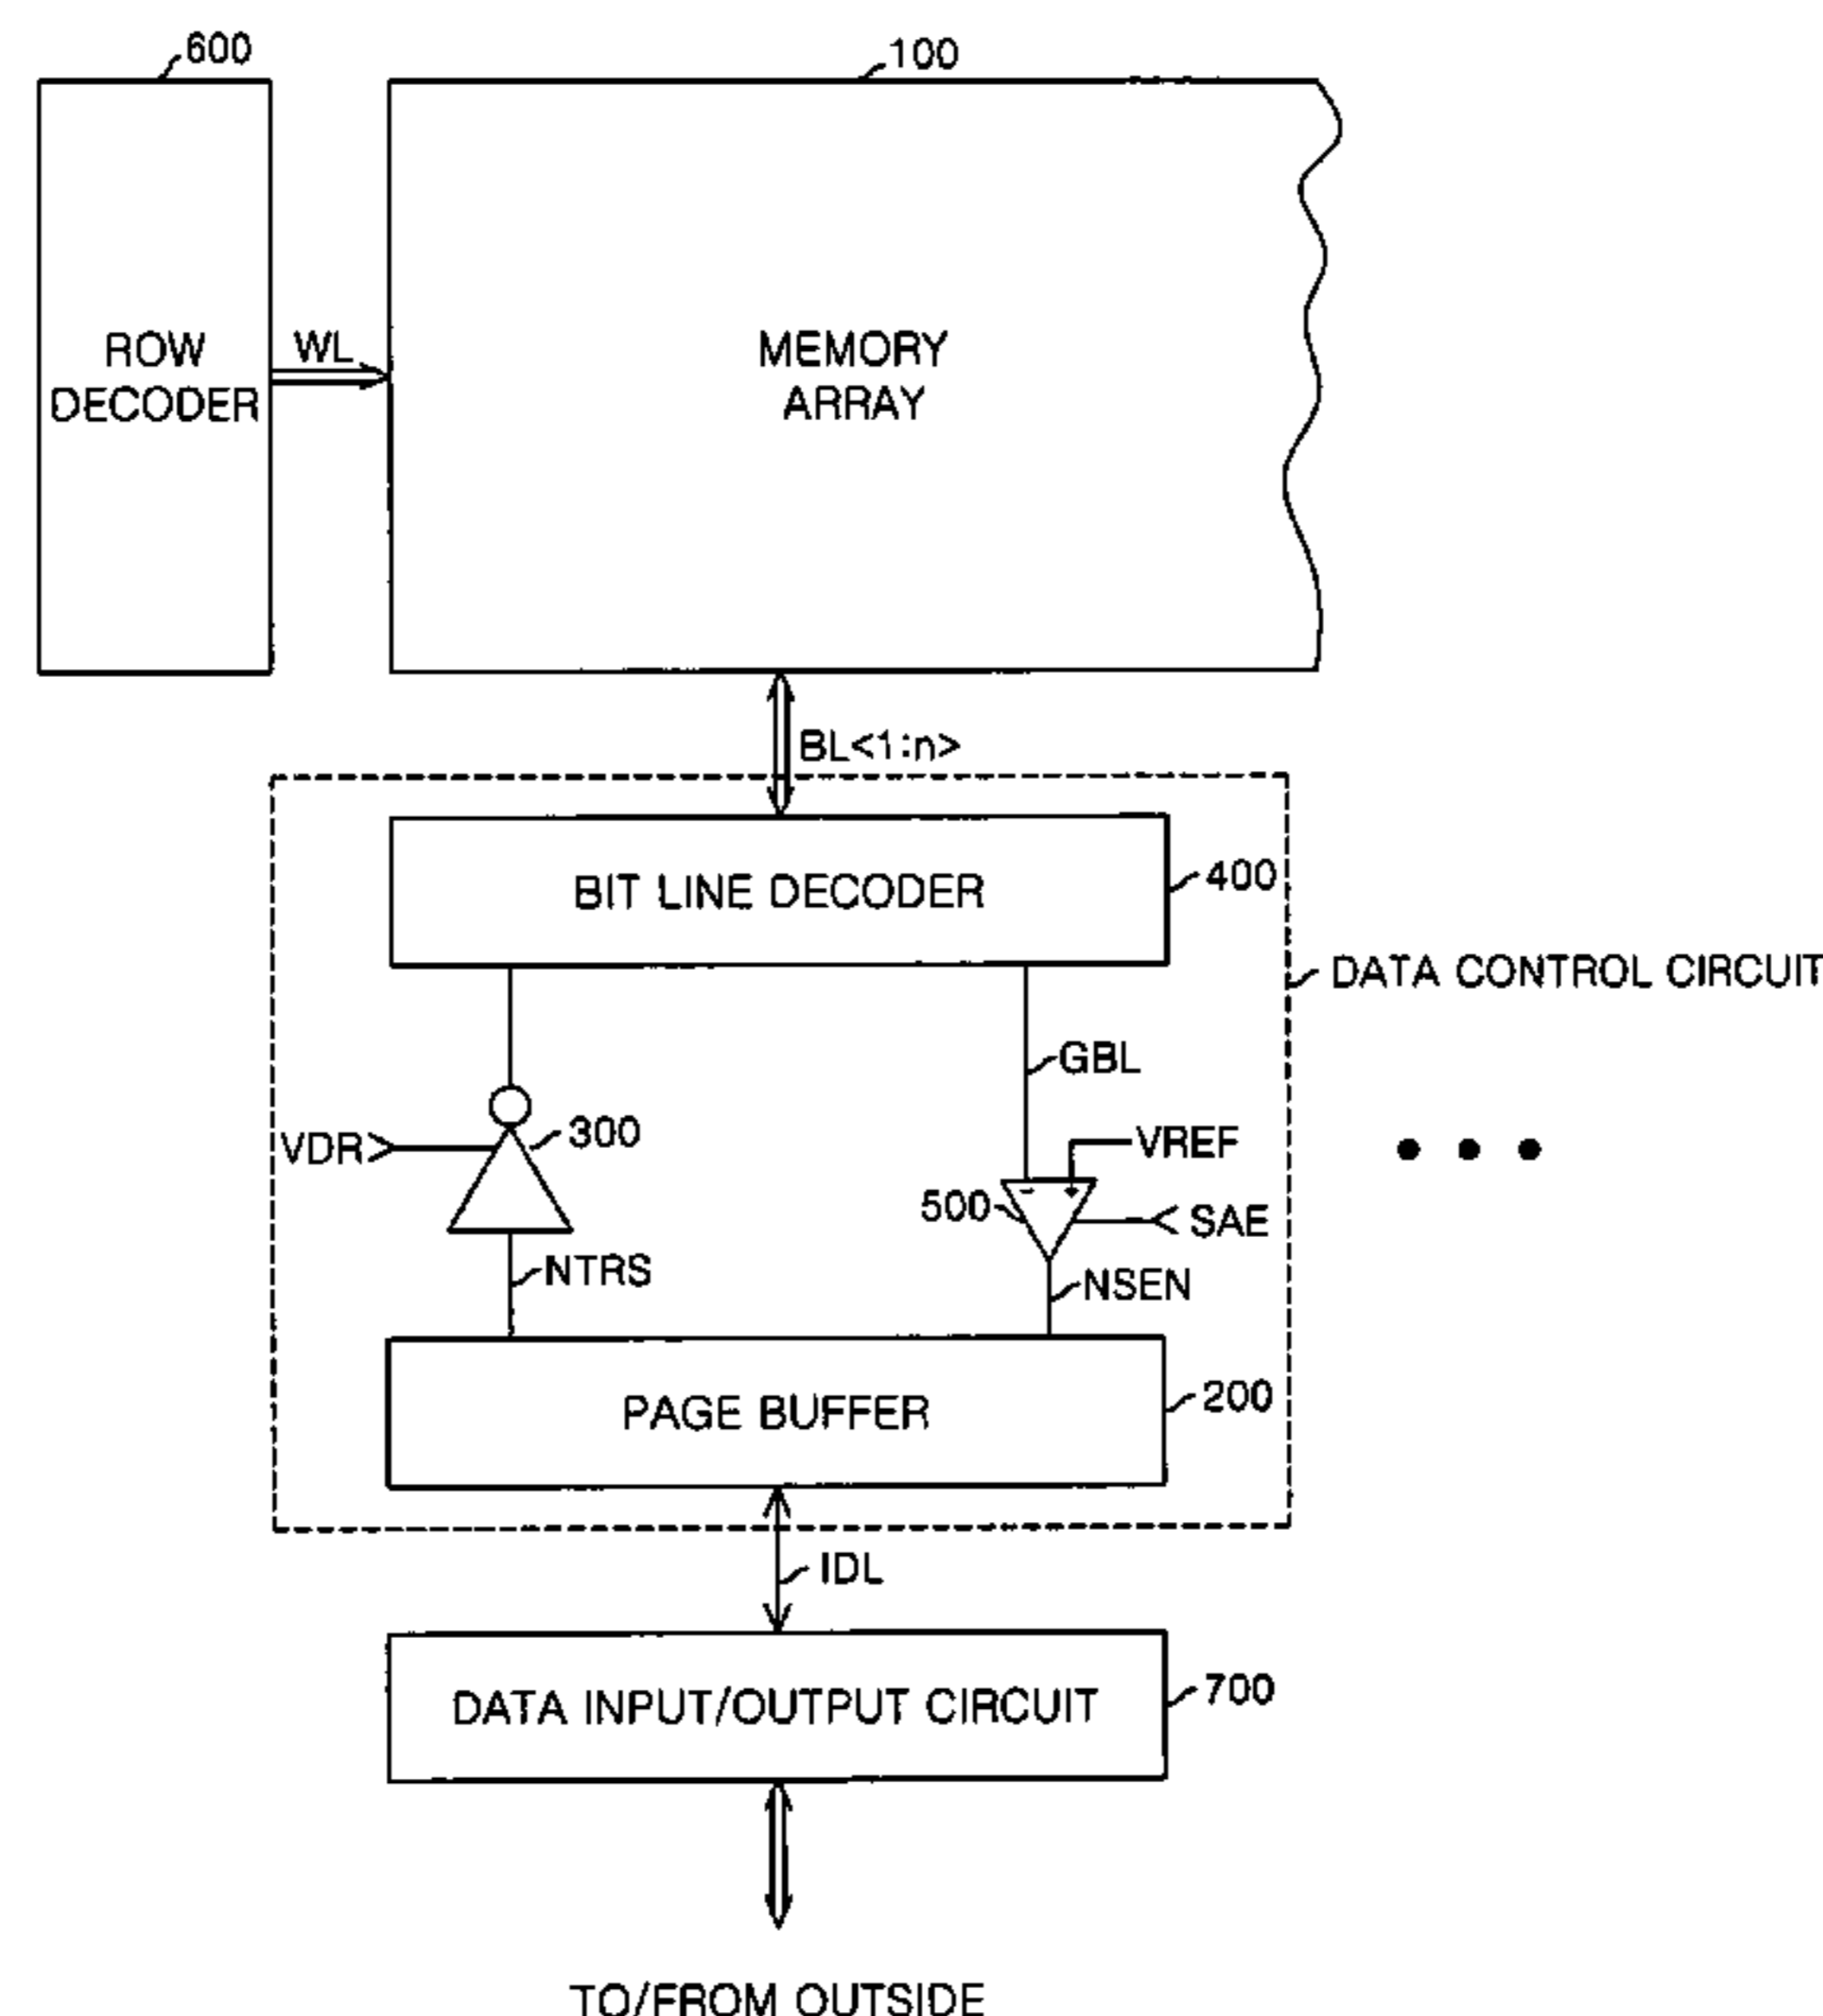 600
100
ROW
DECODER
WL
MEMORY
ARRAY
BL<1:n>
BIT LINE DECODER
400
DATA CONTROL CIRCUIT
GBL
VDR
300
VREF
500
- +
SAE
NTRS
NSEN
PAGE BUFFER
200
IDL
DATA INPUT/OUTPUT CIRCUIT
700
TO/FROM OUTSIDE